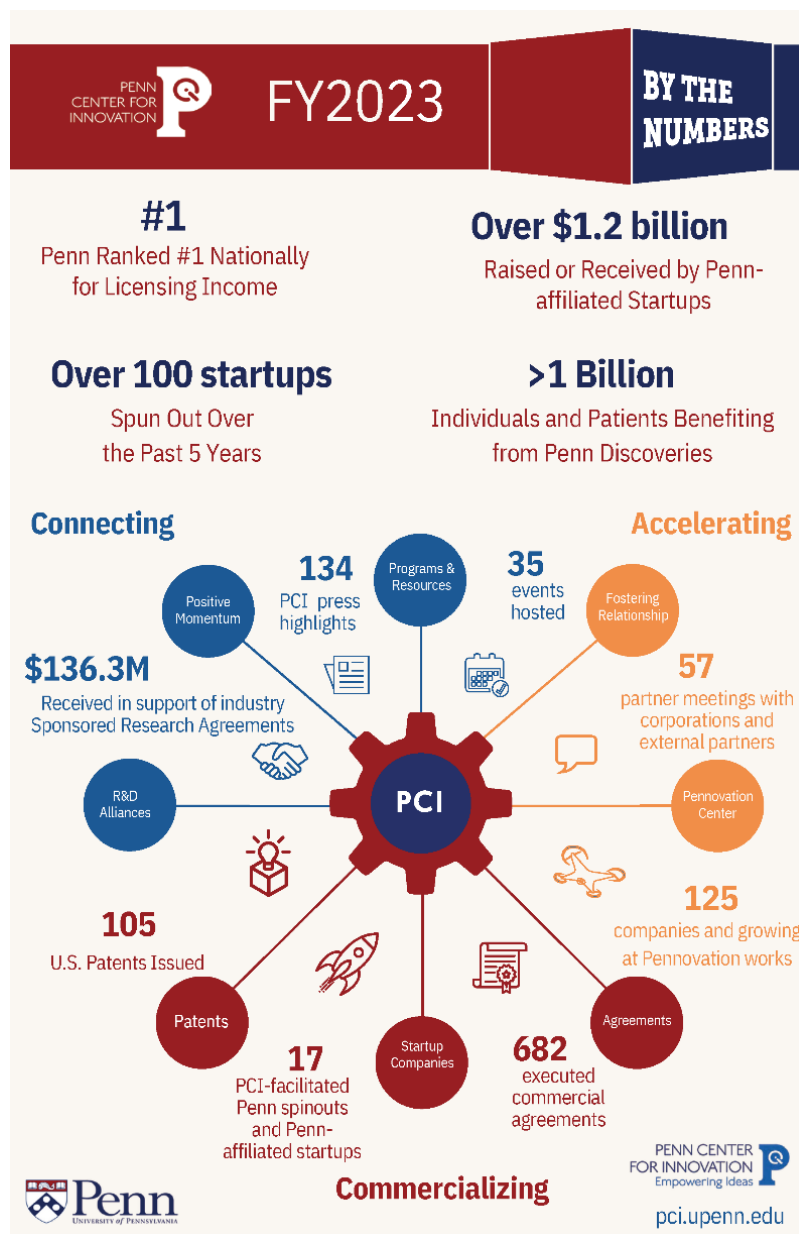 PENN
CENTER FOR
INNOVATION
FY2023
BY THE
NUMBERS
#1
Penn Ranked #1 Nationally
for Licensing Income
Over $1.2 billion
Raised or Received by Penn-
affiliated Startups
Over 100 startups
Spun Out Over
the Past 5 Years
>1 Billion
Individuals and Patients Benefiting
from Penn Discoveries
Connecting
Accelerating
Positive
Momentum
134
PCI press
highlights
Programs &
Resources
35
events
hosted
Fostering
Relationship
$136.3M
Received in support of industry
Sponsored Research Agreements
57
partner meetings with
corporations and
external partners
R&D
Alliances
PCI
Pennovation
Center
105
U.S. Patents Issued
125
companies and growing
at Pennovation works
Patents
17
PCI-facilitated
Penn spinouts
and Penn-
affiliated startups
Startup
Companies
682
executed
commercial
agreements
Agreements
Commercializing
Penn
UNIVERSITY of PENNSYLVANIA
PENN CENTER
FOR INNOVATION
Empowering Ideas
pci.upenn.edu